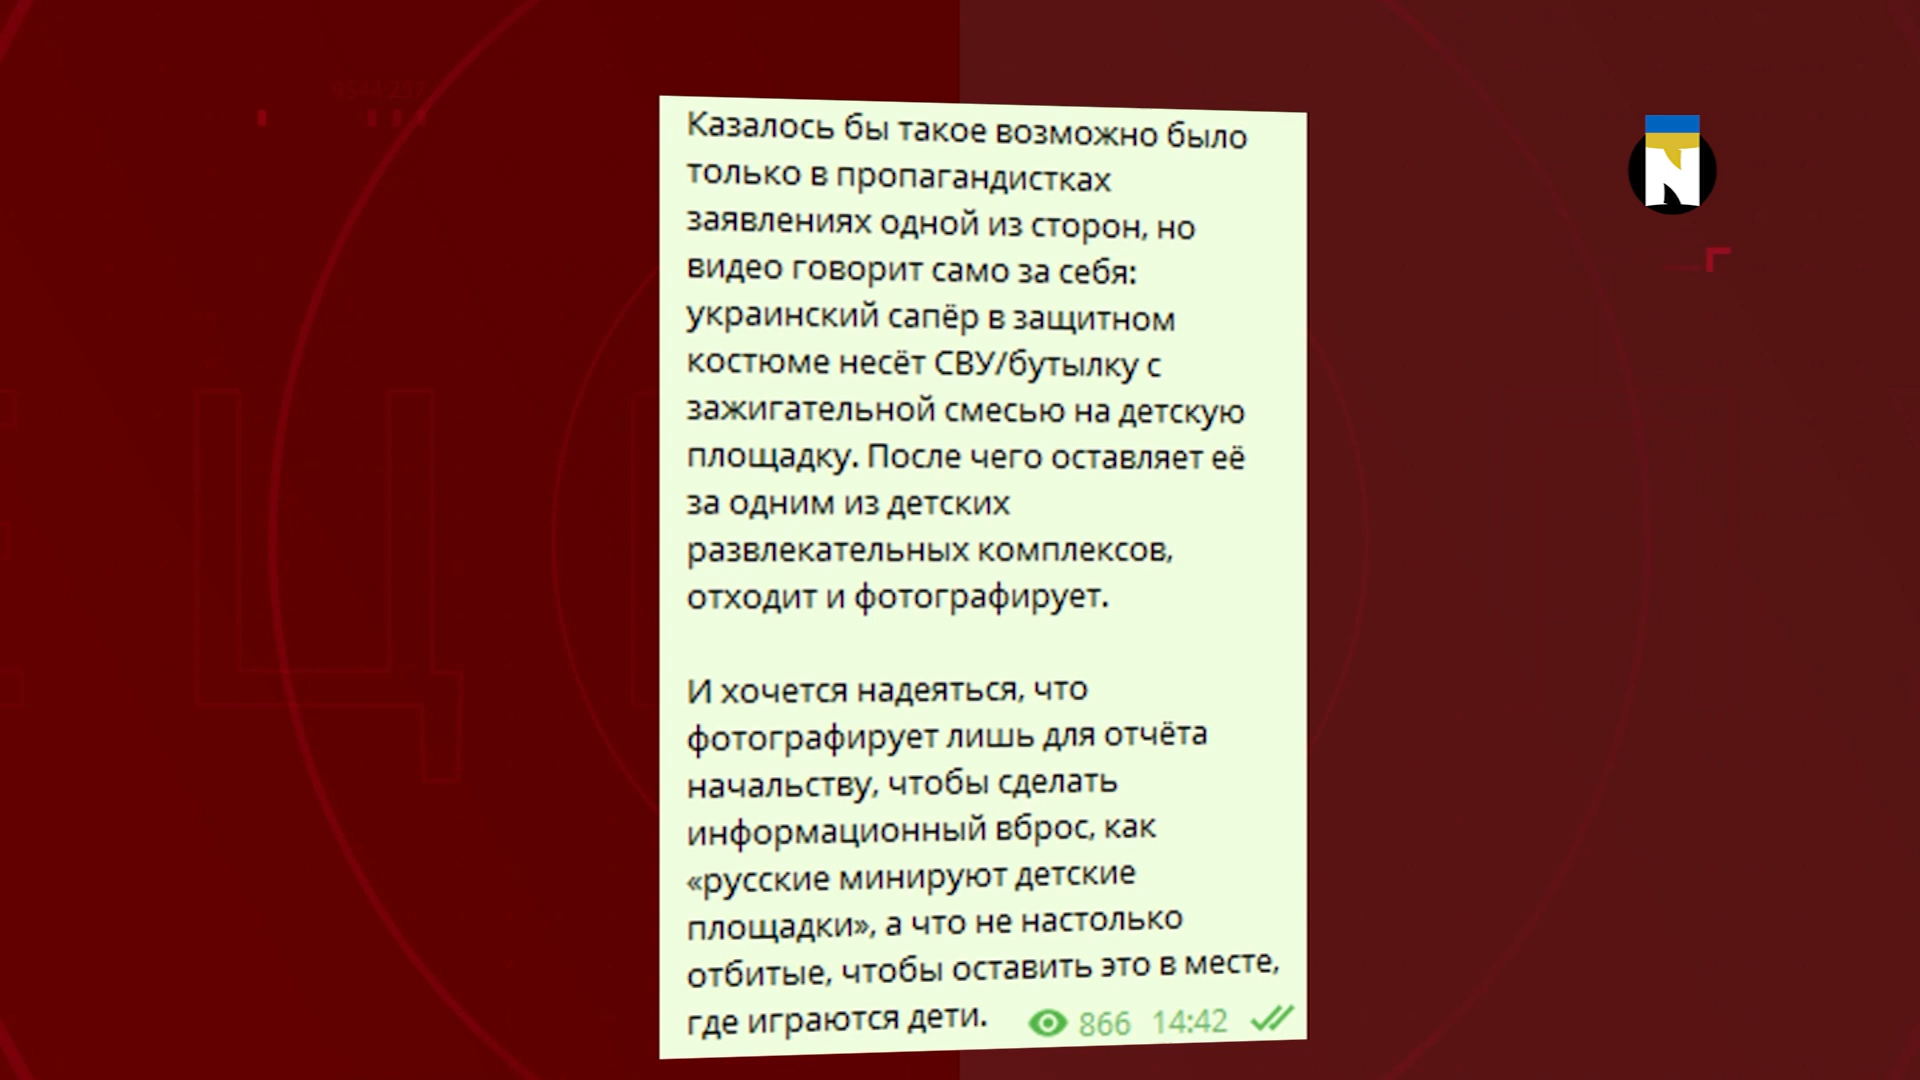 Казалось бы такое возможно было
только в пропагандистках
заявлениях одной из сторон, но
видео говорит само за себя:
украинский сапёр в защитном
костюме несёт СВУ/бутылку с
зажигательной смесью на детскую
площадку. После чего оставляет её
за одним из детских
развлекательных комплексов,
отходит и фотографирует.
И хочется надеяться, что
фотографирует лишь для отчёта
начальству, чтобы сделать
информационный вброс, как
«русские минируют детские
площадки», а что не настолько
отбитые, чтобы оставить это в месте,
где играются дети.
866 14:42
N
Ц